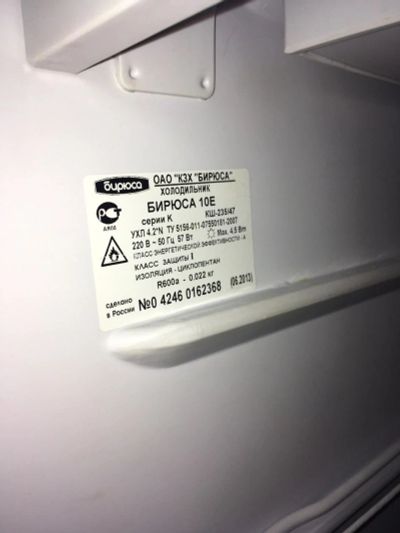 бирюса ОАО "КЗХ "БИРЮСА"
ХОЛОДИЛЬНИК
БИРЮСА 10Е
серии К КШ-235/47
УХЛ 4.2*N ТУ 5156-011-07550181-2007
220 В ~ 50 Гц 57 Вт Max. 4.5 Вт
КЛАСС ЭНЕРГЕТИЧЕСКОЙ ЭФФЕКТИВНОСТИ - А
КЛАСС ЗАЩИТЫ I
ИЗОЛЯЦИЯ - ЦИКЛОПЕНТАН
R600a - 0.022 кг
сделано в России №0 4246 0162368 (06.2013)